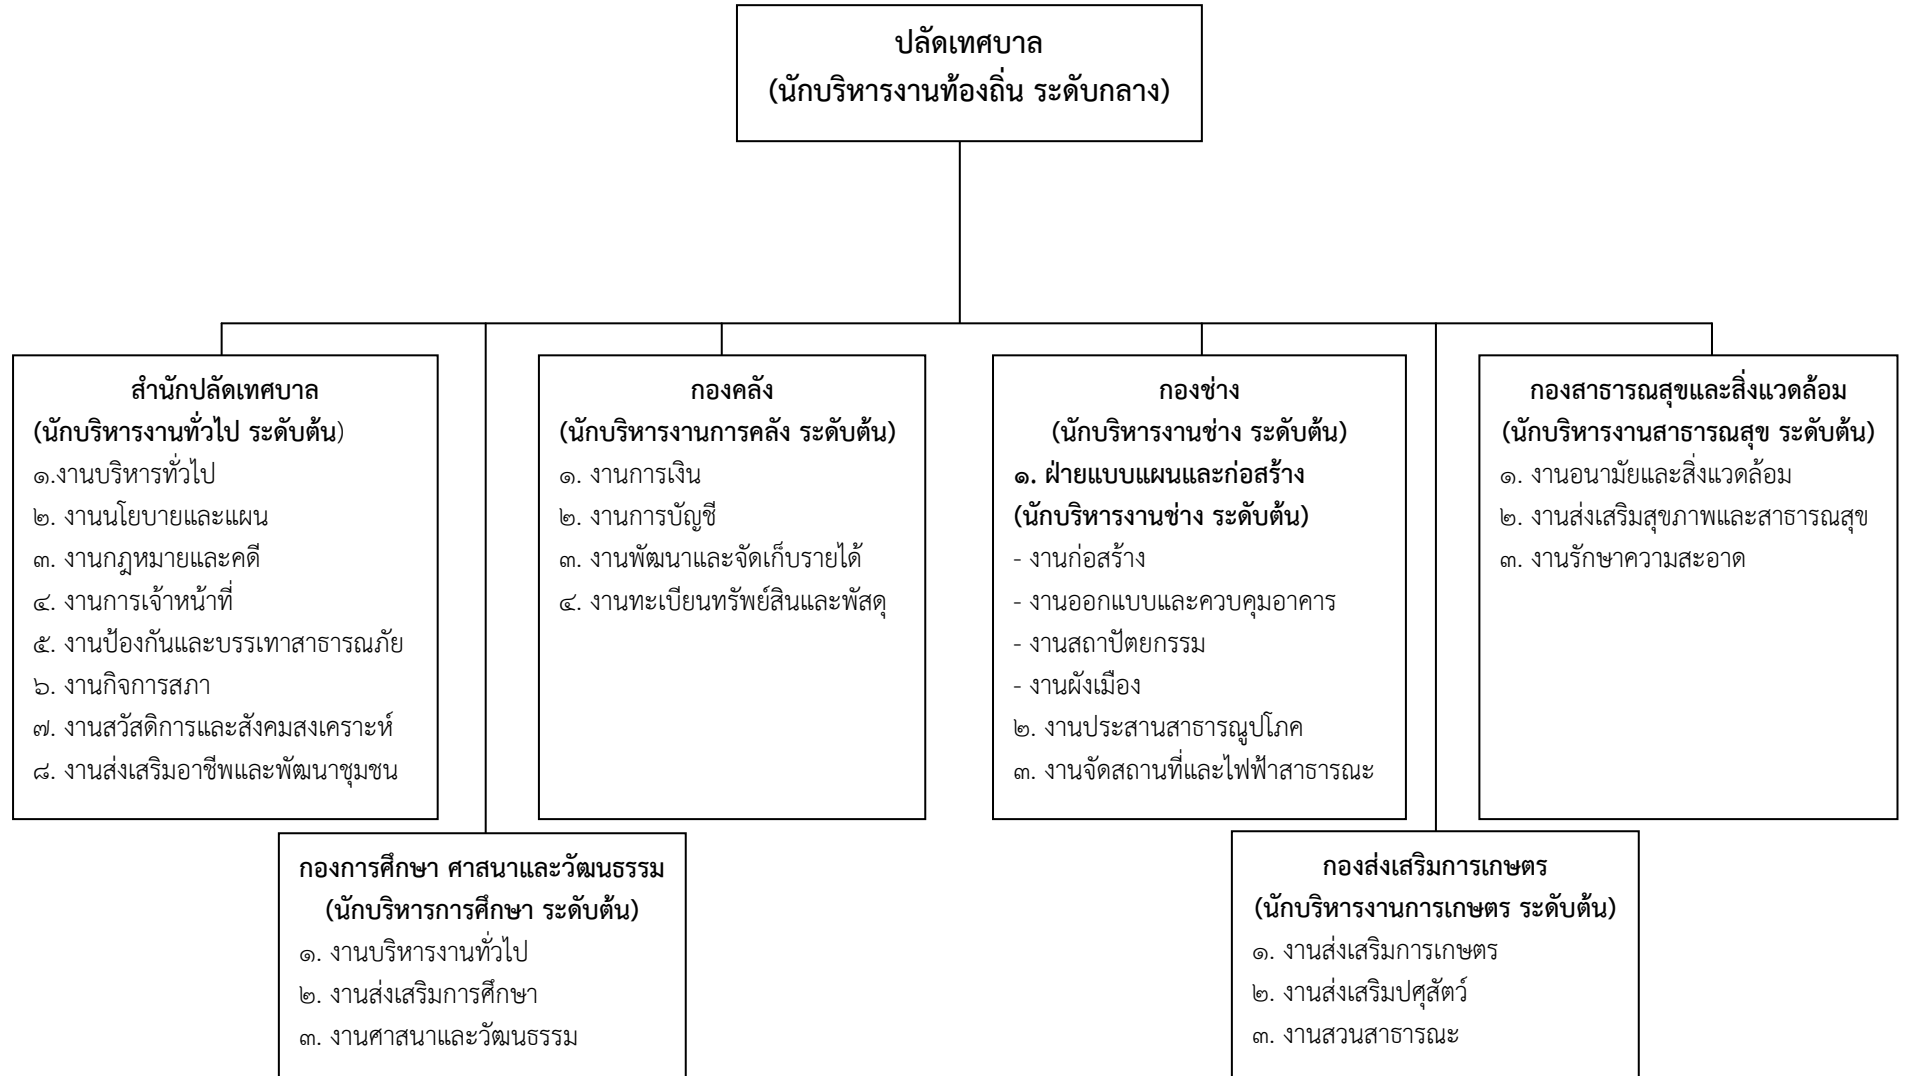 ปลัดเทศบาล
(นักบริหารงานท้องถิ่น ระดับกลาง)
สำนักปลัดเทศบาล
(นักบริหารงานทั่วไป ระดับต้น)
๑.งานบริหารทั่วไป
๒. งานนโยบายและแผน
๓. งานกฎหมายและคดี
๔. งานการเจ้าหน้าที่
๕. งานป้องกันและบรรเทาสาธารณภัย
๖. งานกิจการสภา
๗. งานสวัสดิการและสังคมสงเคราะห์
๘. งานส่งเสริมอาชีพและพัฒนาชุมชน
กองคลัง
(นักบริหารงานการคลัง ระดับต้น)
๑. งานการเงิน
๒. งานการบัญชี
๓. งานพัฒนาและจัดเก็บรายได้
๔. งานทะเบียนทรัพย์สินและพัสดุ
กองช่าง
(นักบริหารงานช่าง ระดับต้น)
๑. ฝ่ายแบบแผนและก่อสร้าง
(นักบริหารงานช่าง ระดับต้น)
- งานก่อสร้าง
- งานออกแบบและควบคุมอาคาร
- งานสถาปัตยกรรม
- งานผังเมือง
๒. งานประสานสาธารณูปโภค
๓. งานจัดสถานที่และไฟฟ้าสาธารณะ
กองสาธารณสุขและสิ่งแวดล้อม
(นักบริหารงานสาธารณสุข ระดับต้น)
๑. งานอนามัยและสิ่งแวดล้อม
๒. งานส่งเสริมสุขภาพและสาธารณสุข
๓. งานรักษาความสะอาด
กองการศึกษา ศาสนาและวัฒนธรรม
(นักบริหารการศึกษา ระดับต้น)
๑. งานบริหารงานทั่วไป
๒. งานส่งเสริมการศึกษา
๓. งานศาสนาและวัฒนธรรม
กองส่งเสริมการเกษตร
(นักบริหารงานการเกษตร ระดับต้น)
๑. งานส่งเสริมการเกษตร
๒. งานส่งเสริมปศุสัตว์
๓. งานสวนสาธารณะ